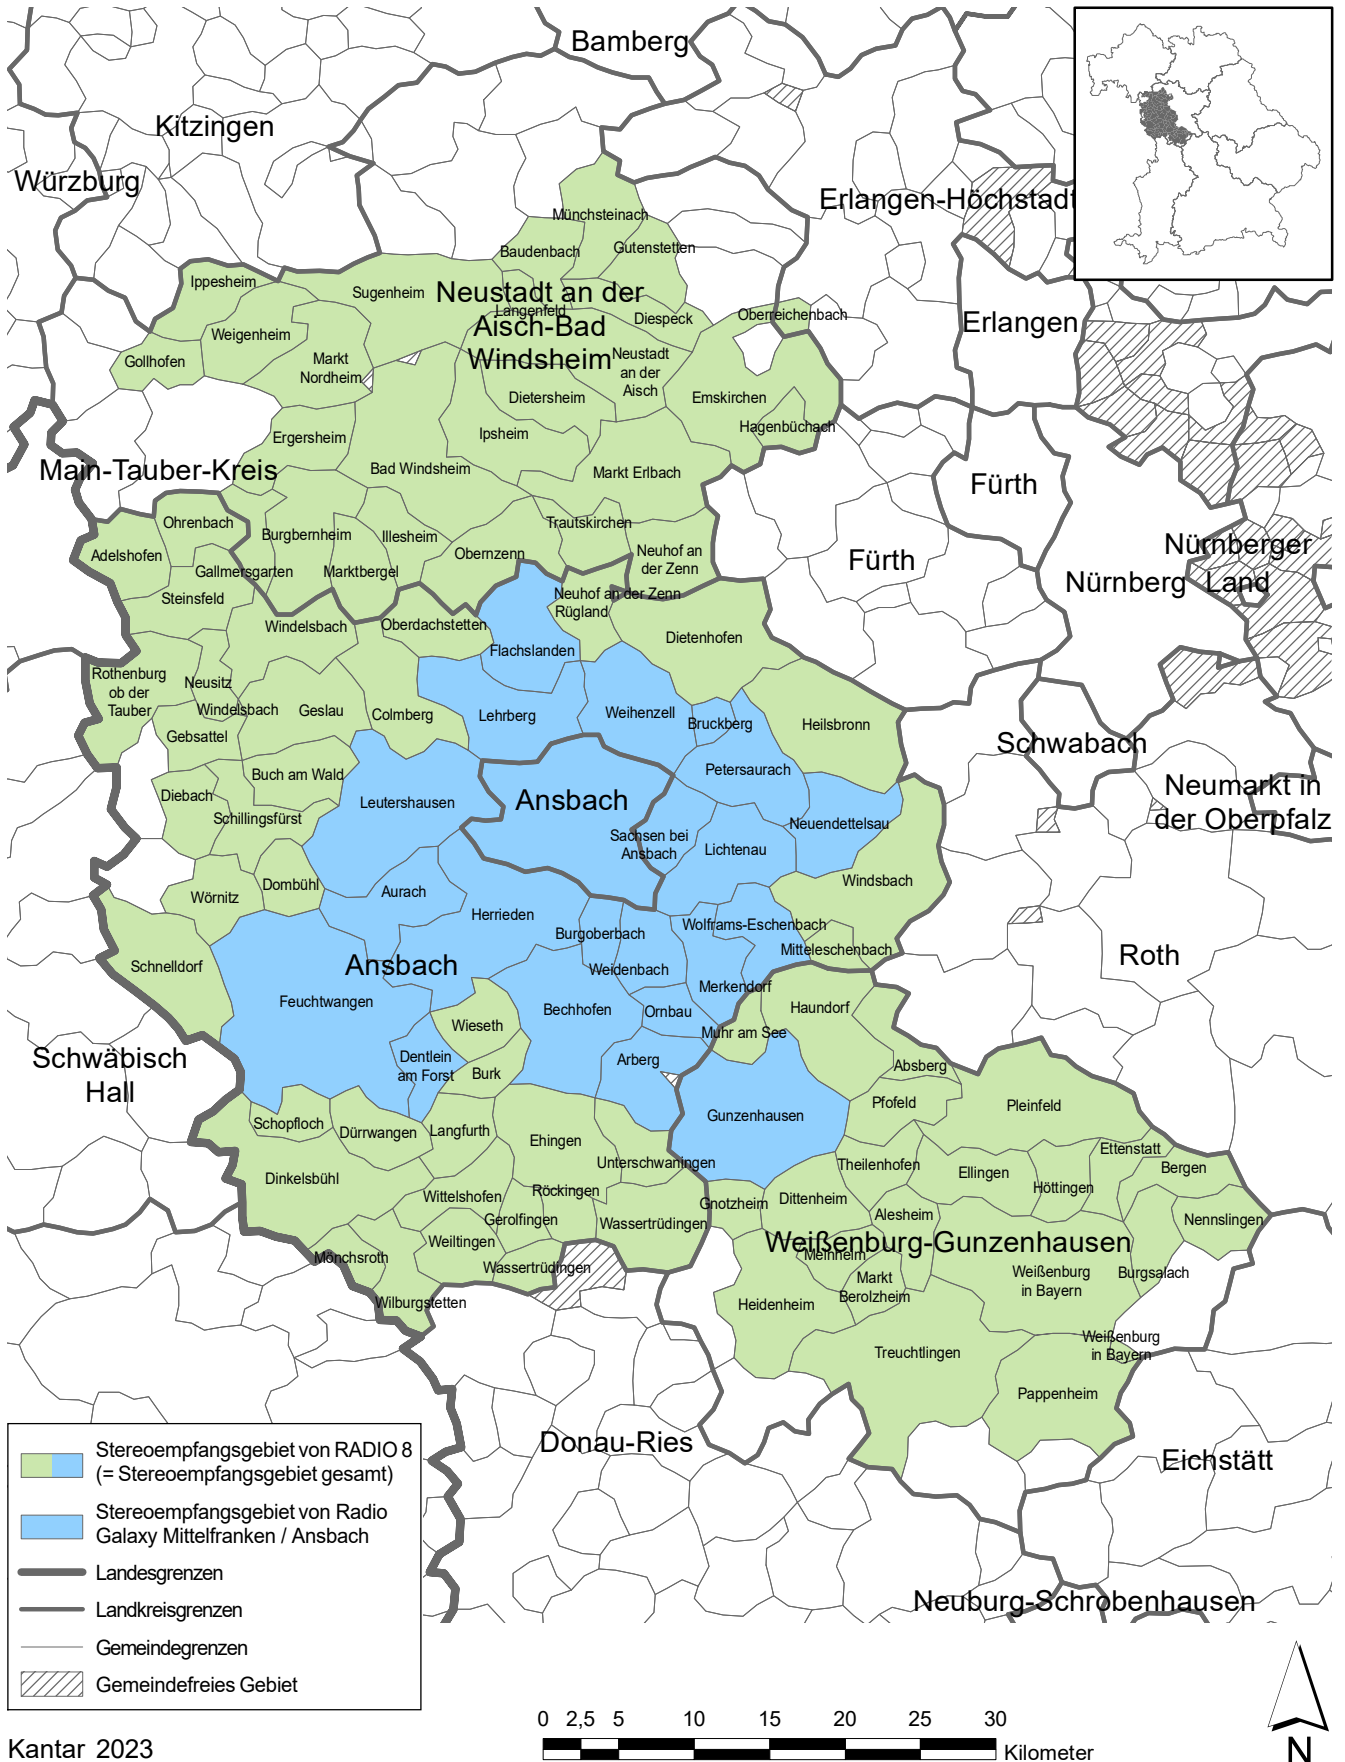 Bamberg
Kitzingen
Würzburg
Erlangen-Höchstadt
Münchsteinach
Baudenbach
Gutenstetten
Ippesheim
Sugenheim
Neustadt an der
Aisch-Bad
Windsheim
Langenfeld
Diespeck
Oberreichenbach
Erlangen
Weigenheim
Gollhofen
Markt
Nordheim
Neustadt
an der
Aisch
Dietersheim
Emskirchen
Hagenbüchach
Ergersheim
Ipsheim
Bad Windsheim
Markt Erlbach
Main-Tauber-Kreis
Fürth
Ohrenbach
Adelshofen
Burgbernheim
Illesheim
Trautskirchen
Obernzenn
Neuhof an
der Zenn
Fürth
Nürnberger
Land
Nürnberg
Gallmersgarten
Marktbergel
Steinsfeld
Neuhof an der Zenn
Rügland
Windelsbach
Oberdachstetten
Dietenhofen
Flachslanden
Rothenburg
ob der
Tauber
Neusitz
Windelsbach
Geslau
Colmberg
Lehrberg
Weihenzell
Bruckberg
Heilsbronn
Gebsattel
Schwabach
Buch am Wald
Petersaurach
Diebach
Leutershausen
Ansbach
Neumarkt in
der Oberpfalz
Schillingsfürst
Neuendettelsau
Sachsen bei
Ansbach
Lichtenau
Dombühl
Wörnitz
Aurach
Windsbach
Herrieden
Burgoberbach
Wolframs-Eschenbach
Mitteleschenbach
Schnelldorf
Ansbach
Weidenbach
Roth
Feuchtwangen
Merkendorf
Bechhofen
Ornbau
Haundorf
Wieseth
Muhr am See
Schwäbisch
Hall
Dentlein
am Forst
Burk
Arberg
Absberg
Pfofeld
Pleinfeld
Gunzenhausen
Schopfloch
Dürrwangen
Langfurth
Ehingen
Unterschwaningen
Theilenhofen
Ellingen
Ettenstatt
Bergen
Höttingen
Dinkelsbühl
Wittelshofen
Röckingen
Gerolfingen
Wassertrüdingen
Gnotzheim
Dittenheim
Alesheim
Nennslingen
Weiltingen
Weißenburg-Gunzenhausen
Meinheim
Mönchsroth
Wassertrüdingen
Markt
Berolzheim
Weißenburg
in Bayern
Burgsalach
Wilburgstetten
Heidenheim
Treuchtlingen
Weißenburg
in Bayern
Pappenheim
Donau-Ries
Eichstätt
Neuburg-Schrobenhausen
Stereoempfangsgebiet von RADIO 8
(= Stereoempfangsgebiet gesamt)
Stereoempfangsgebiet von Radio
Galaxy Mittelfranken / Ansbach
Landesgrenzen
Landkreisgrenzen
Gemeindegrenzen
Gemeindefreies Gebiet
0 2,5 5 10 15 20 25 30
Kilometer
N
Kantar 2023